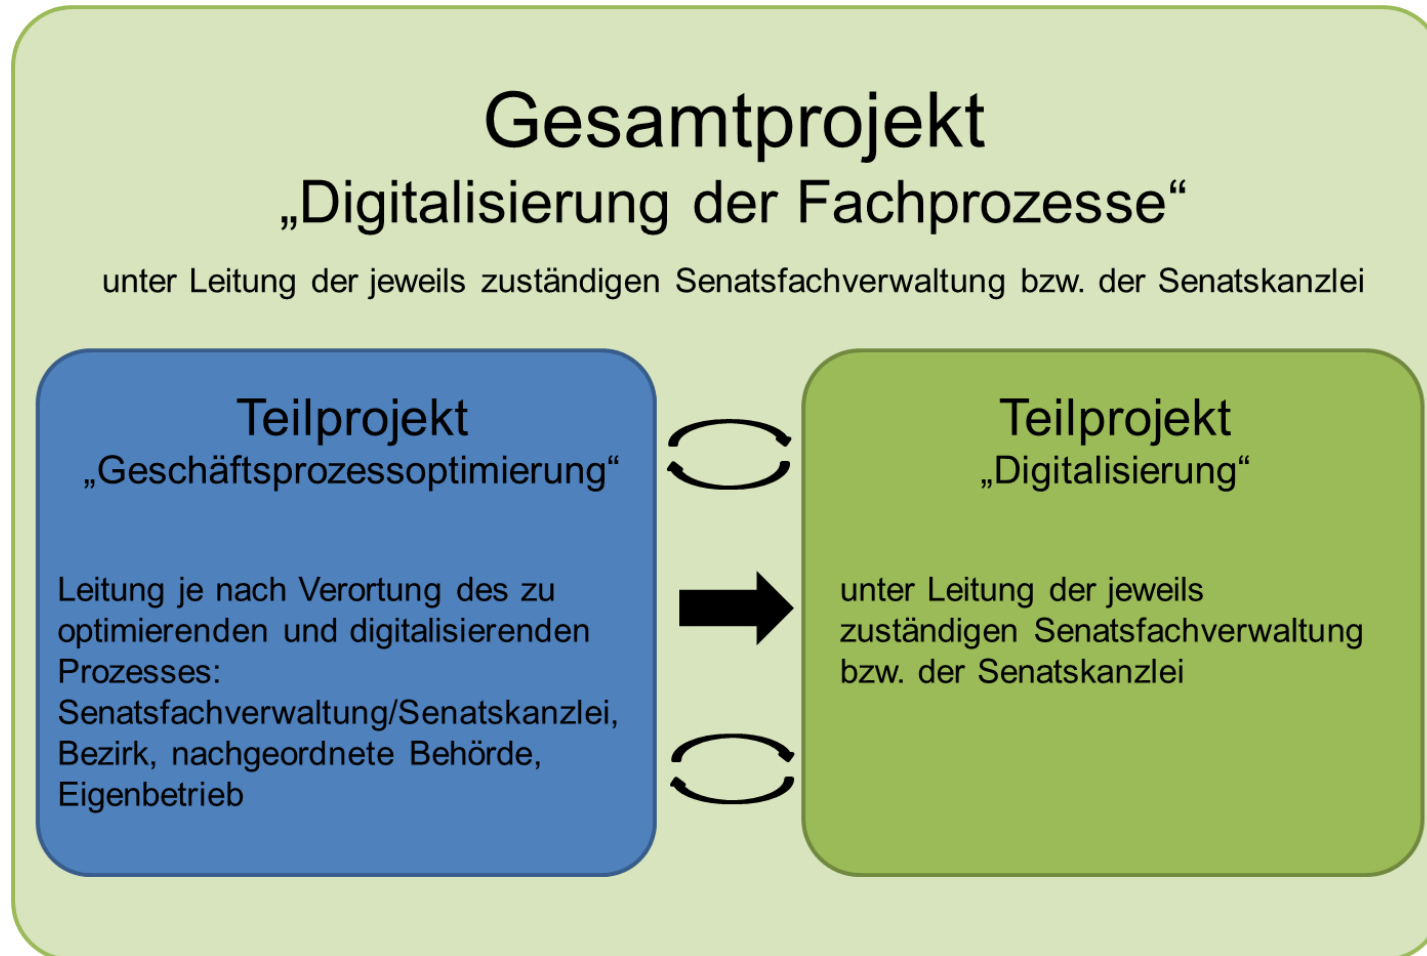 Gesamtprojekt
„Digitalisierung der Fachprozesse“
unter Leitung der jeweils zuständigen Senatsfachverwaltung bzw. der Senatskanzlei
Teilprojekt
„Geschäftsprozessoptimierung“
Leitung je nach Verortung des zu
optimierenden und digitalisierenden
Prozesses:
Senatsfachverwaltung/Senatskanzlei,
Bezirk, nachgeordnete Behörde,
Eigenbetrieb
Teilprojekt
„Digitalisierung“
unter Leitung der jeweils
zuständigen Senatsfachverwaltung
bzw. der Senatskanzlei